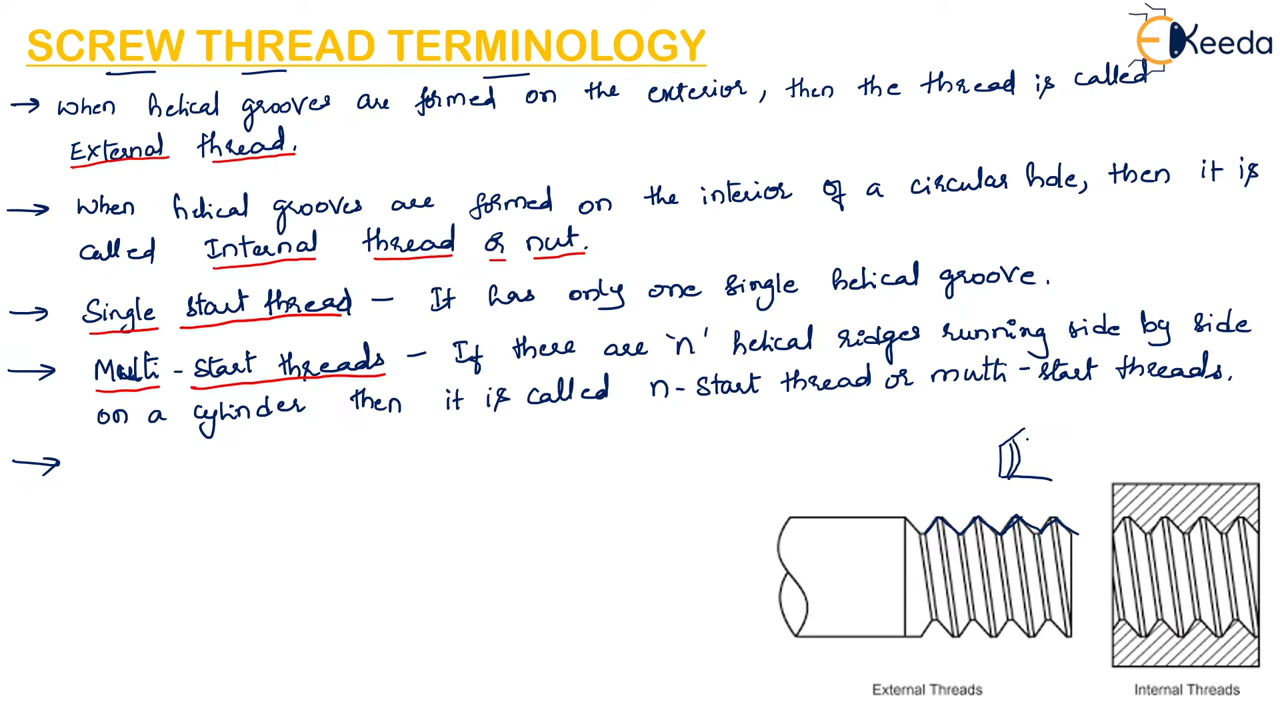 SCREW THREAD TERMINOLOGY
EKeeda
→ When helical grooves are formed on the exterior, then the thread is called
External thread.
→ When helical grooves are formed on the interior of a circular hole, then it is
called Internal thread or nut.
→ Single start thread – It has only one single helical groove.
→ Multi - start threads – If there are 'n' helical ridges running side by side
on a cylinder then it is called n-start thread or mutti-start threads.
→
External Threads
Internal Threads